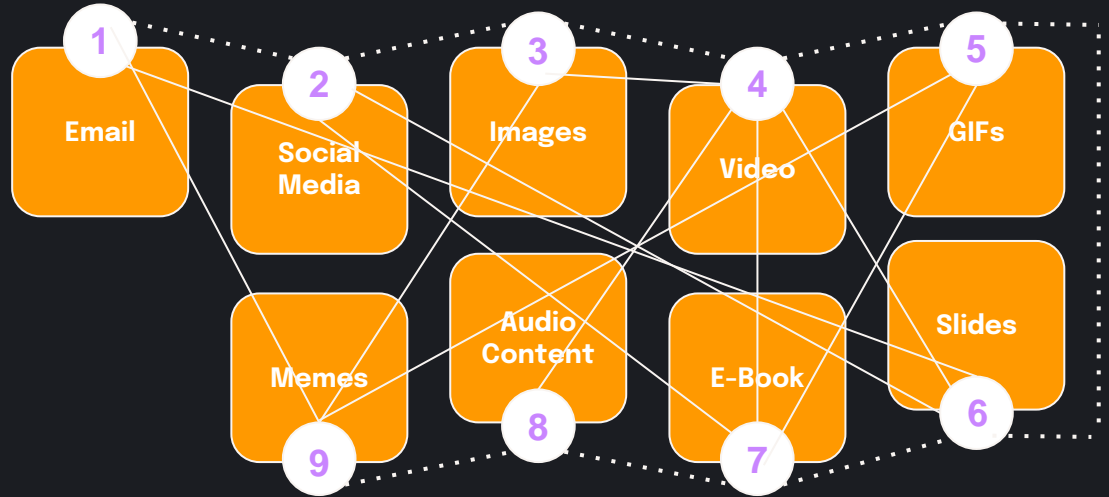 1
Email
2
Social
Media
3
Images
4
Video
5
GIFs
Slides
6
E-Book
7
Audio
Content
8
Memes
9